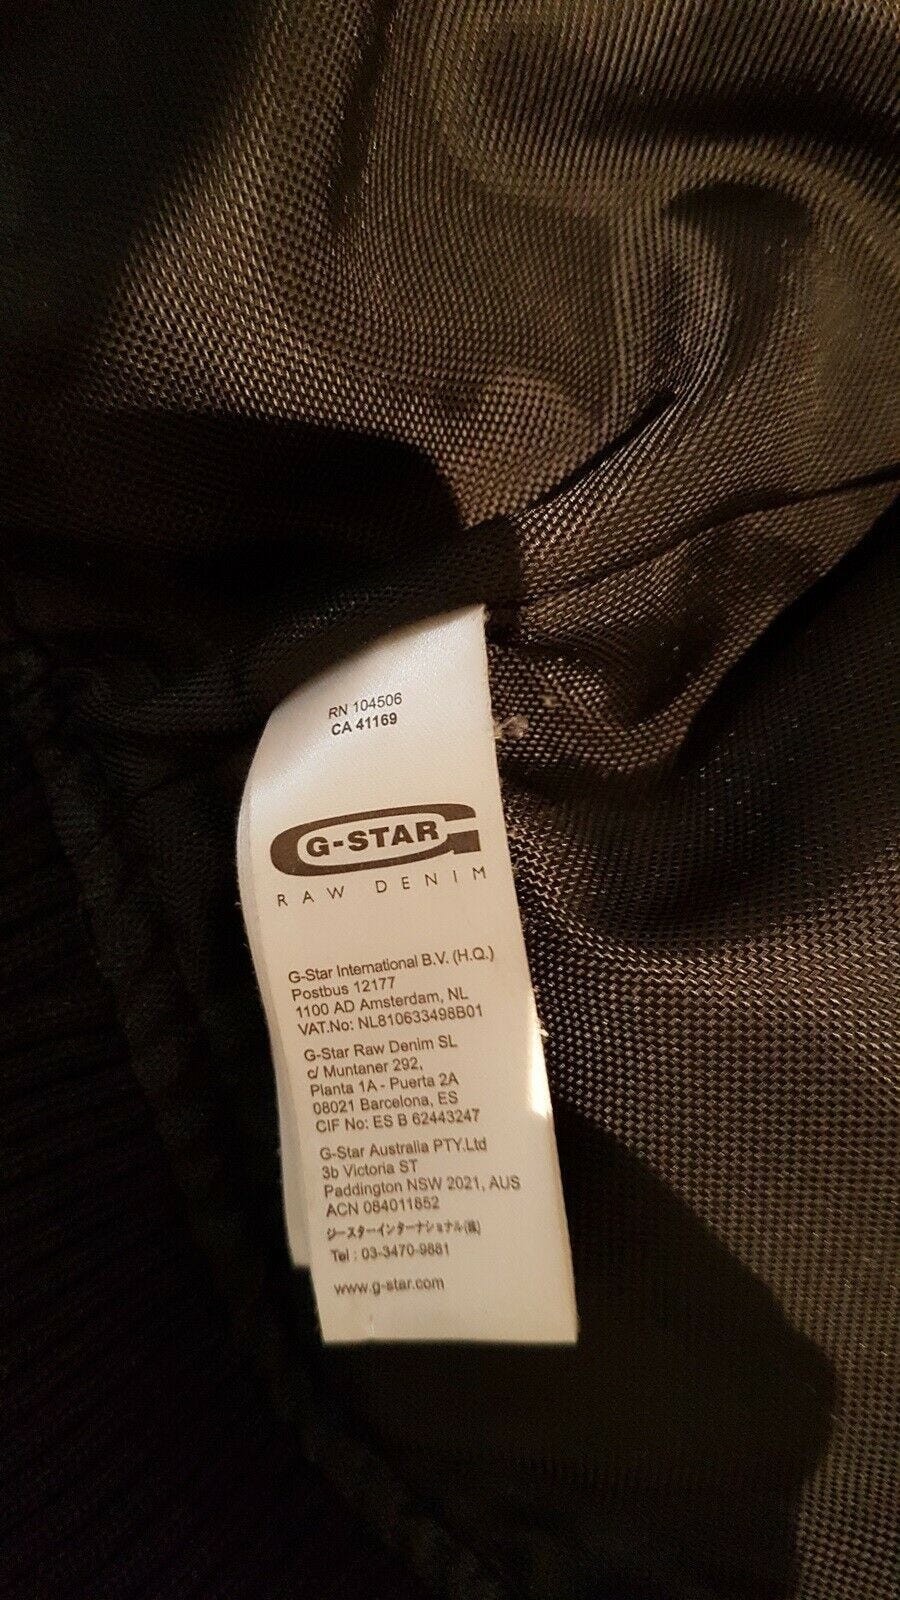 RN 104506
CA 41169
G-STAR
RAW DENIM
G-Star International B.V. (H.Q.)
Postbus 12177
1100 AD Amsterdam, NL
VAT.No: NL810633498B01
G-Star Raw Denim SL
c/ Muntaner 292,
Planta 1A - Puerta 2A
08021 Barcelona, ES
CIF No: ES B 62443247
G-Star Australia PTY.Ltd
3b Victoria ST
Paddington NSW 2021, AUS
ACN 084011852
ジースターインターナショナル(株)
Tel : 03-3470-9881
www.g-star.com